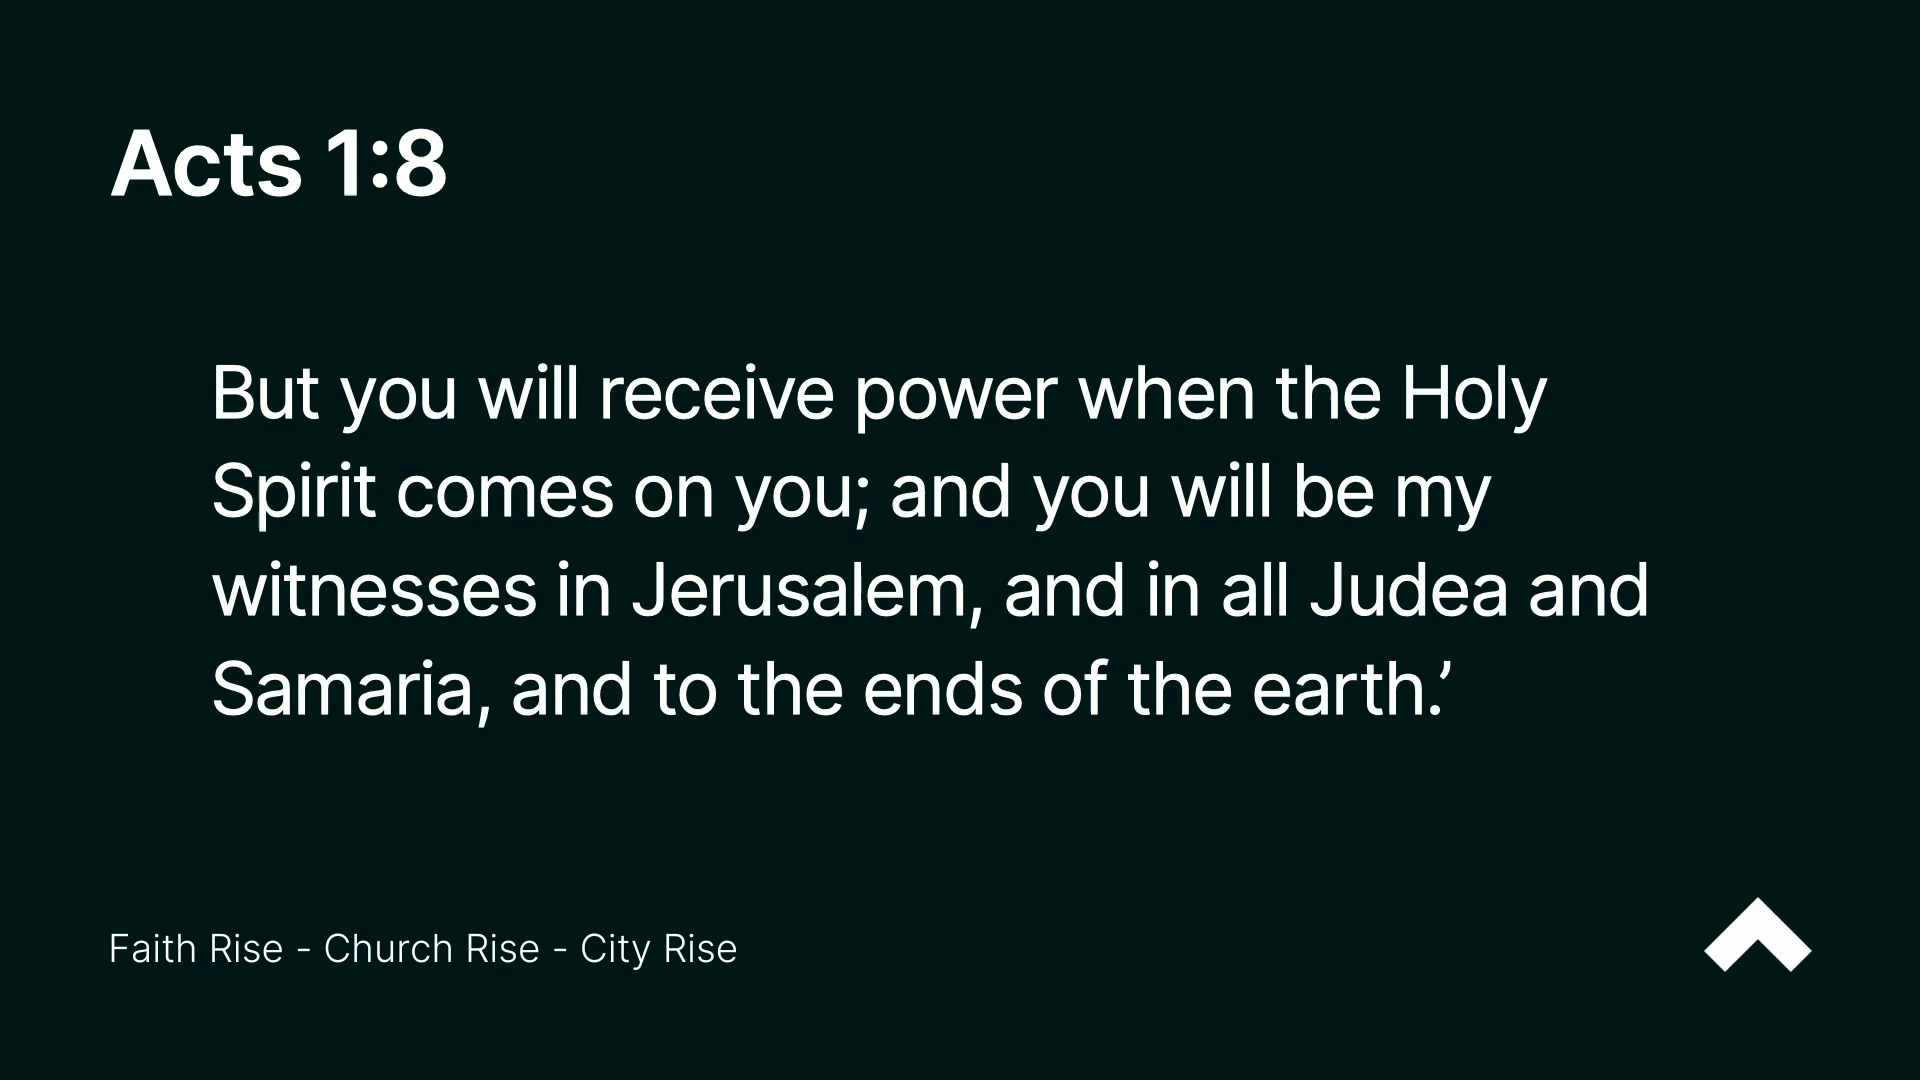 Acts 1:8
But you will receive power when the Holy
Spirit comes on you; and you will be my
witnesses in Jerusalem, and in all Judea and
Samaria, and to the ends of the earth.’
Faith Rise - Church Rise - City Rise